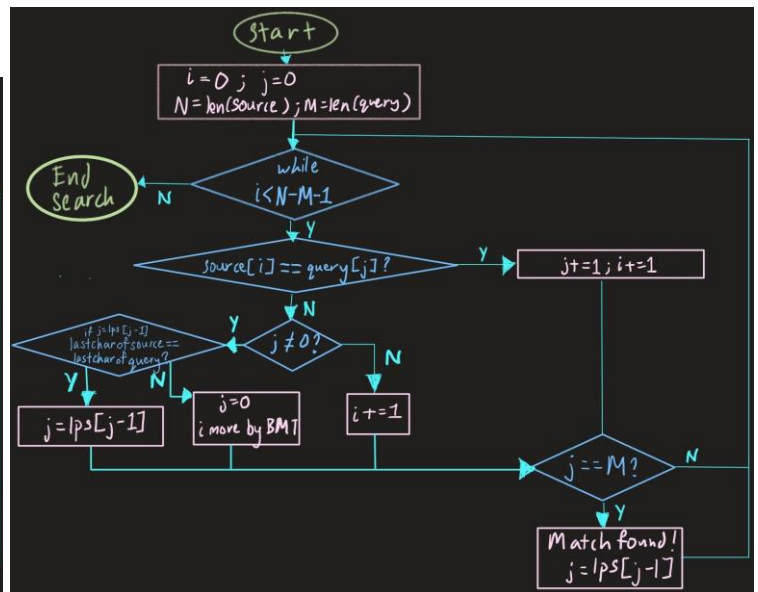 Start
i=0 ; j=0
N=len(source) ; M=len(query)
while
i<N-M-1
N
End
search
Y
source[i]==query[j]?
Y
j+=1 ; i+=1
N
j≠0?
Y
N
if j=lps[j-1]
lastcharofsource==
lastcharofquery?
Y
N
j=lps[j-1]
j=0
i move by BMT
i+=1
j==M?
N
Y
Match found!
j=lps[j-1]